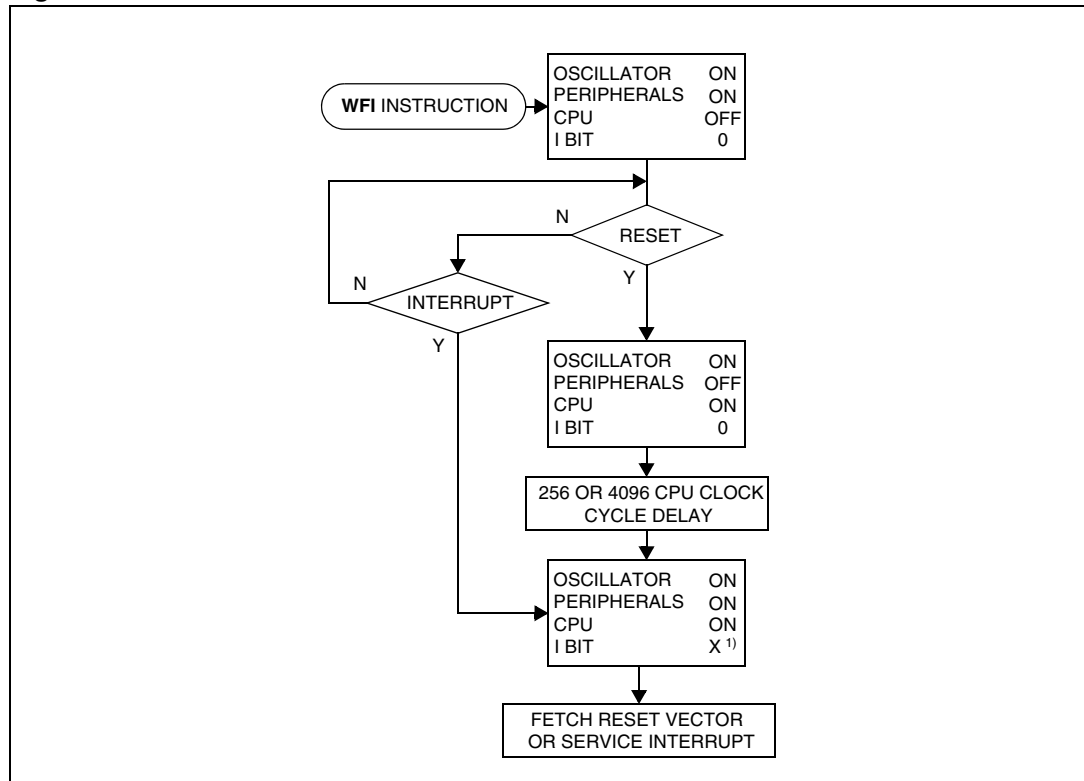 WFI INSTRUCTION
OSCILLATOR ON
PERIPHERALS ON
CPU OFF
I BIT 0
N
RESET
Y
N
INTERRUPT
Y
OSCILLATOR ON
PERIPHERALS OFF
CPU ON
I BIT 0
256 OR 4096 CPU CLOCK
CYCLE DELAY
OSCILLATOR ON
PERIPHERALS ON
CPU ON
I BIT X 1)
FETCH RESET VECTOR
OR SERVICE INTERRUPT